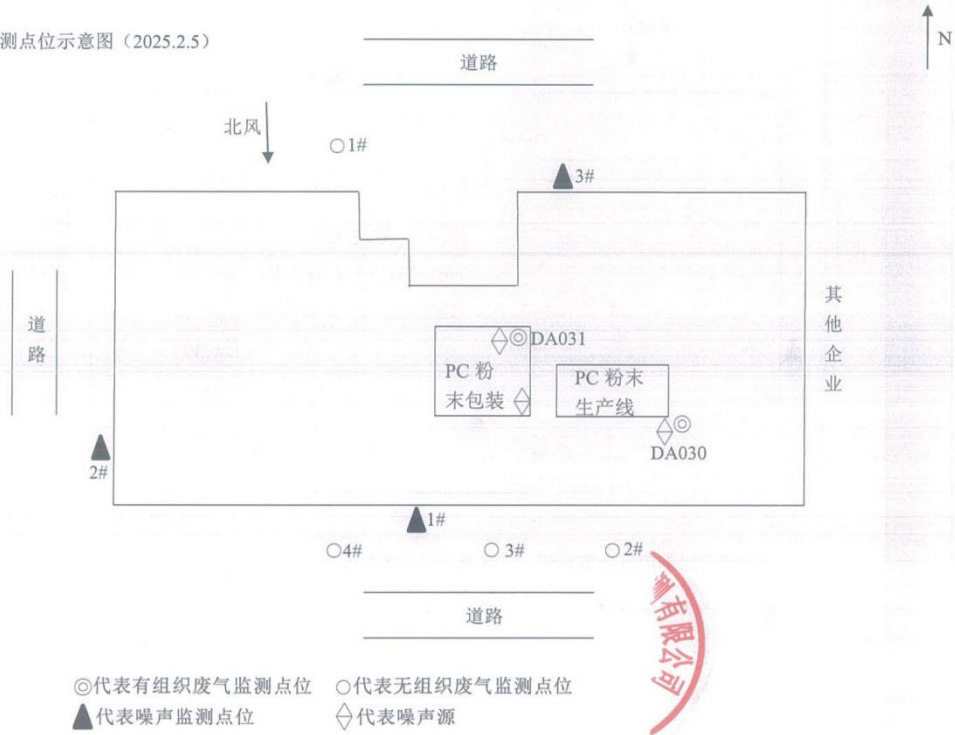 测点位示意图（2025.2.5）
N
道路
北风
○1#
▲3#
道
路
其
他
企
业
◎DA031
PC 粉
末包装
PC 粉末
生产线
DA030
2#
▲1#
○4#
○3#
○2#
道路
测有限公司
◎代表有组织废气监测点位 ○代表无组织废气监测点位
▲代表噪声监测点位 ◇代表噪声源